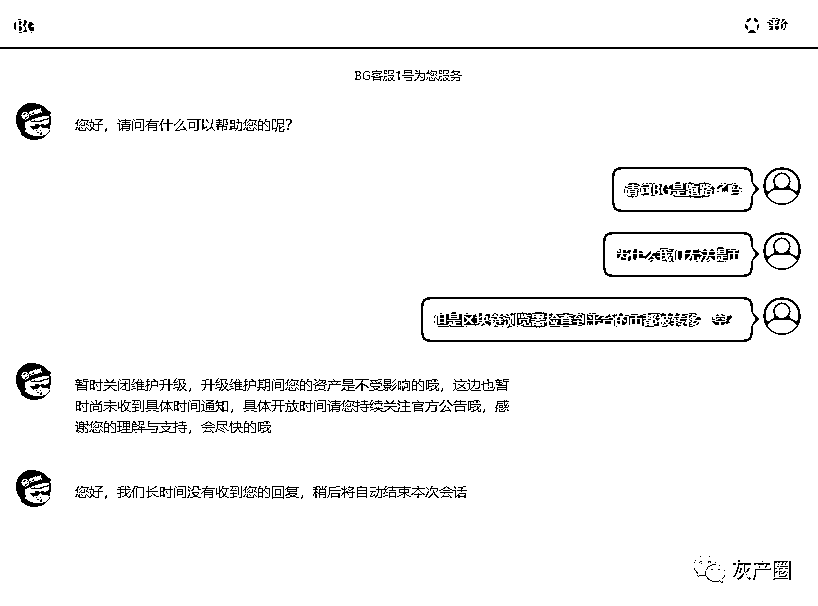 BG
BG客服1号为您服务
您好，请问有什么可以帮助您的呢？
请问BG是跑路了吗
为什么我们无法提币
但是区块链浏览器检查到平台的币都被转移
暂时关闭维护升级，升级维护期间您的资产是不受影响的哦，这边也暂
时尚未收到具体时间通知，具体开放时间请您持续关注官方公告哦，感
谢您的理解与支持，会尽快的哦
您好，我们长时间没有收到您的回复，稍后将自动结束本次会话
灰产圈